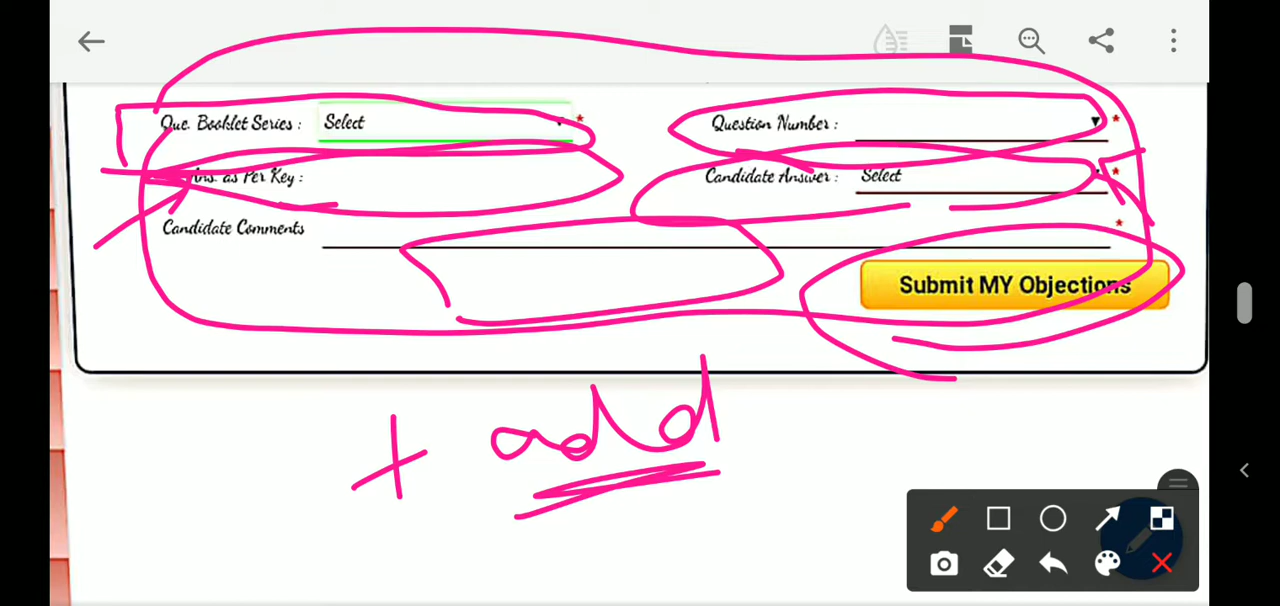 Que. Booklet Series : Select * Question Number : *
Ans. as Per Key : Candidate Answer : Select *
Candidate Comments *
Submit MY Objections
+ add